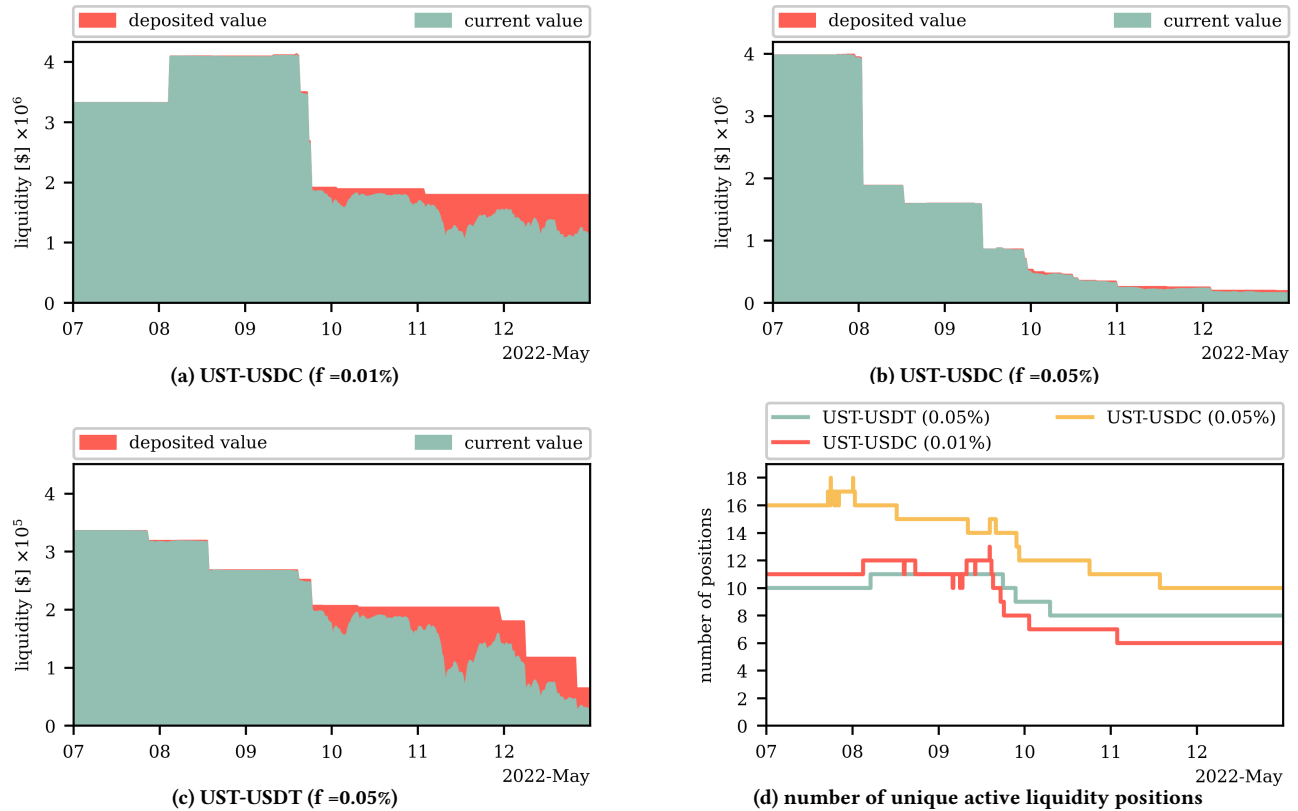 deposited value current value
4
3
2
1
0
liquidity [$] ×10⁶
07 08 09 10 11 12
2022-May
(a) UST-USDC (f =0.01%)
deposited value current value
4
3
2
1
0
liquidity [$] ×10⁶
07 08 09 10 11 12
2022-May
(b) UST-USDC (f =0.05%)
deposited value current value
4
3
2
1
0
liquidity [$] ×10⁵
07 08 09 10 11 12
2022-May
(c) UST-USDT (f =0.05%)
UST-USDT (0.05%) UST-USDC (0.05%)
UST-USDC (0.01%)
18
16
14
12
10
8
6
4
2
0
number of positions
07 08 09 10 11 12
2022-May
(d) number of unique active liquidity positions